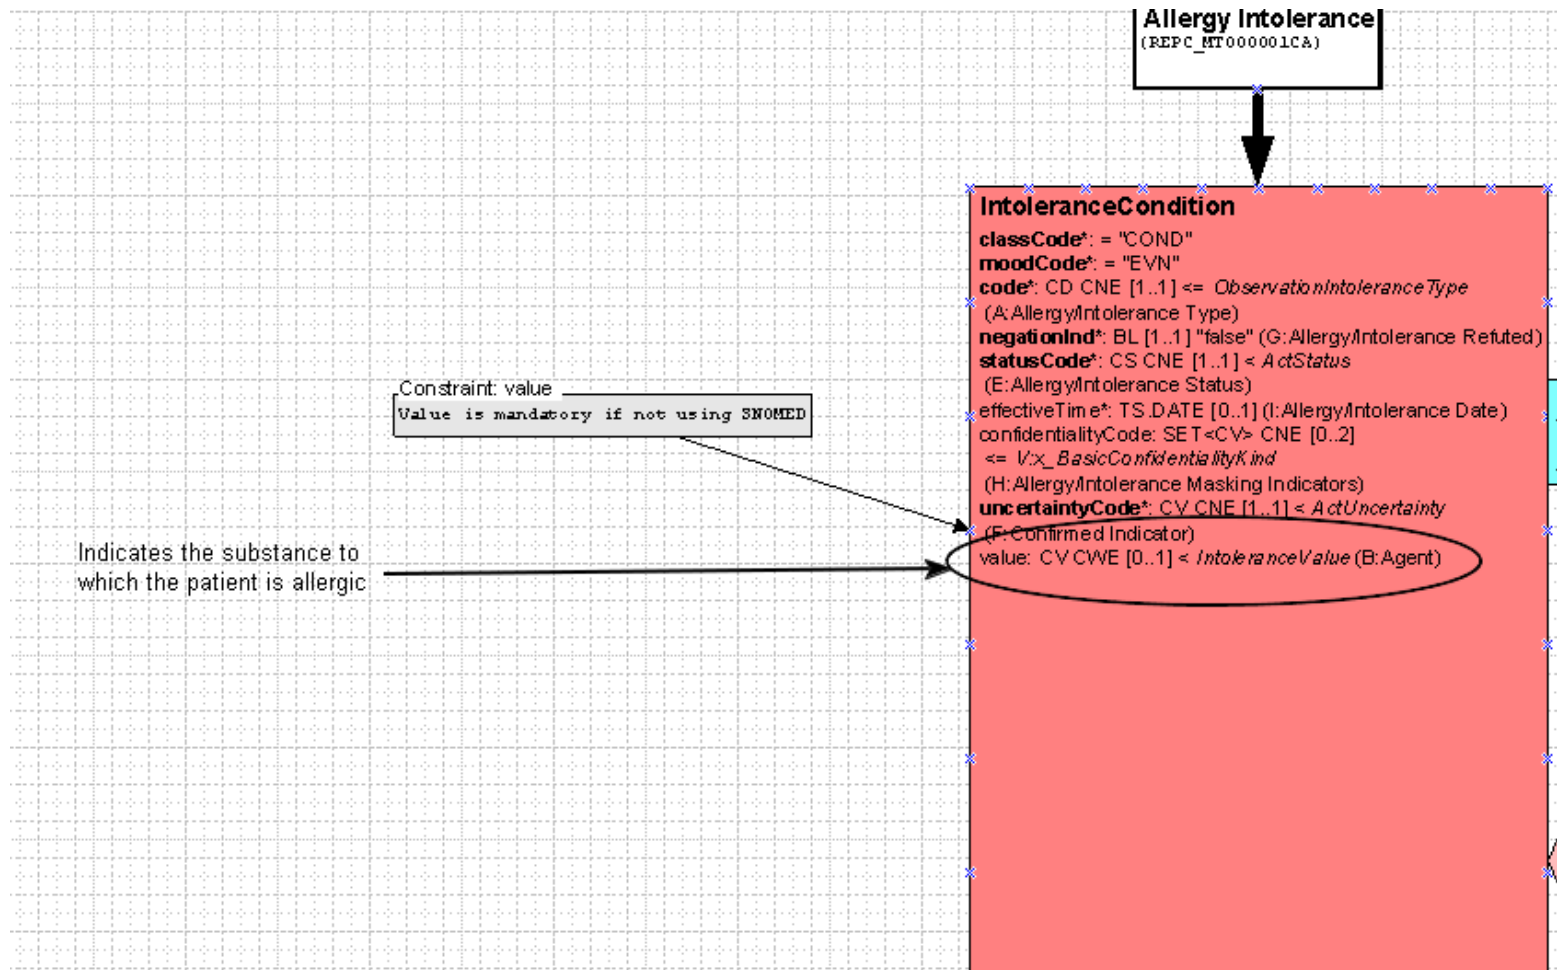 Allergy Intolerance
(REPC_MT000001CA)
IntoleranceCondition
classCode*: = "COND"
moodCode*: = "EVN"
code*: CD CNE [1..1] <= ObservationIntoleranceType
(A:Allergy/Intolerance Type)
negationInd*: BL [1..1] "false" (G:Allergy/Intolerance Refuted)
statusCode*: CS CNE [1..1] < ActStatus
(E:Allergy/Intolerance Status)
effectiveTime*: TS.DATE [0..1] (I:Allergy/Intolerance Date)
confidentialityCode: SET<CV> CNE [0..2]
<= V:x_BasicConfidentialityKind
(H:Allergy/Intolerance Masking Indicators)
uncertaintyCode*: CV CNE [1..1] < ActUncertainty
(F:Confirmed Indicator)
value: CV CWE [0..1] < IntoleranceValue (B:Agent)
Constraint: value
Value is mandatory if not using SNOMED
Indicates the substance to
which the patient is allergic